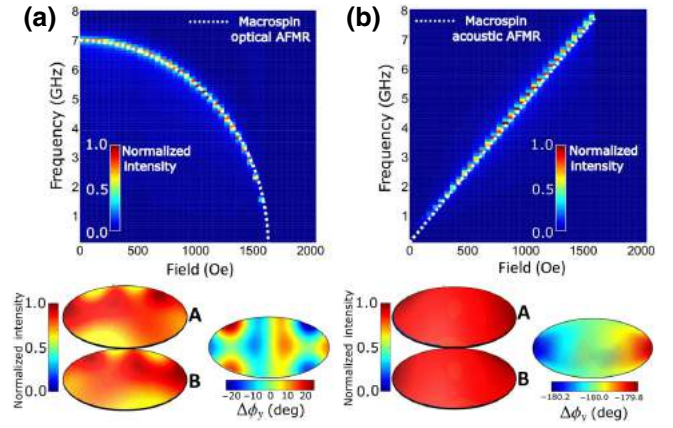 (a)
8
7
6
5
4
3
2
1
Frequency (GHz)
Macrospin
optical AFMR
1.0
0.5
0.0
Normalized
Intensity
0
500
1000
1500
2000
Field (Oe)
(b)
8
7
6
5
4
3
2
1
Frequency (GHz)
Macrospin
acoustic AFMR
1.0
0.5
0.0
Normalized
Intensity
0
500
1000
1500
2000
Field (Oe)
Normalized intensity
1.0
0.5
0.0
A
B
−20 −10 0 10 20
Δϕy (deg)
Normalized intensity
1.0
0.5
0.0
A
B
−180.2 −180.0 −179.8
Δϕy (deg)